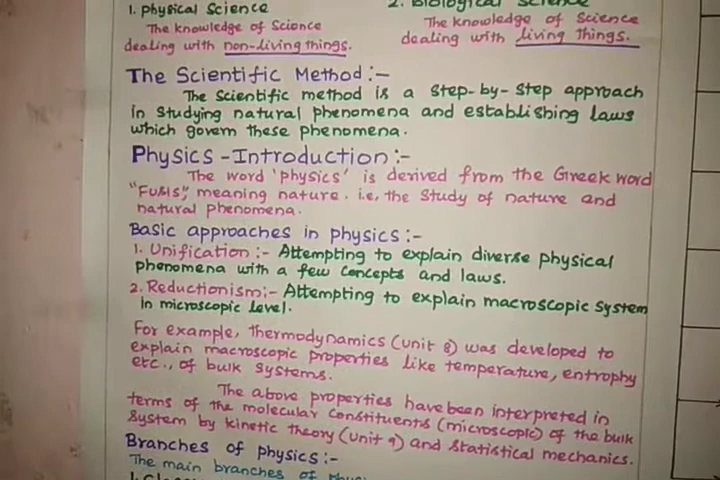 1. Physical Science
2. Biological Science
The knowledge of Science
dealing with non-living things.
The knowledge of Science
dealing with living things.
The Scientific Method:-
The Scientific method is a Step-by-Step approach
in studying natural phenomena and establishing laws
which govern these phenomena.
Physics - Introduction:-
The word 'physics' is derived from the Greek word
"FUSIS", meaning nature. i.e, the study of nature and
natural phenomena.
Basic approaches in physics:-
1. Unification:- Attempting to explain diverse physical
phenomena with a few concepts and laws.
2. Reductionism:- Attempting to explain macroscopic system
in microscopic level.
For example, thermodynamics (unit 8) was developed to
explain macroscopic properties like temperature, entrophy
etc., of bulk systems.
The above properties have been interpreted in
terms of the molecular constituents (microscopic) of the bulk
system by kinetic theory (unit 9) and statistical mechanics.
Branches of physics:-
The main branches of